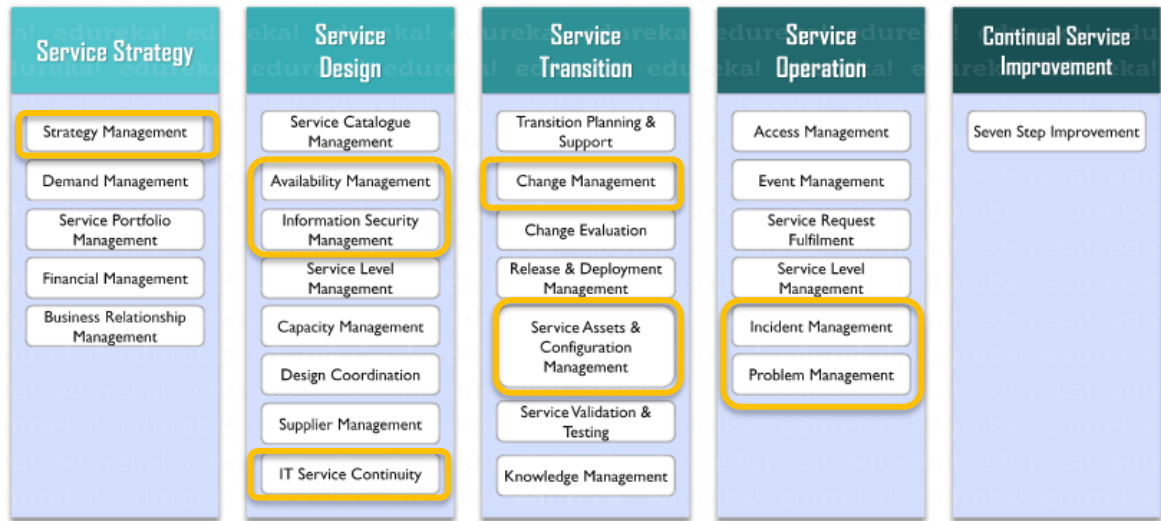 Service Strategy
Strategy Management
Demand Management
Service Portfolio
Management
Financial Management
Business Relationship
Management
Service
Design
Service Catalogue
Management
Availability Management
Information Security
Management
Service Level
Management
Capacity Management
Design Coordination
Supplier Management
IT Service Continuity
Service
Transition
Transition Planning &
Support
Change Management
Change Evaluation
Release & Deployment
Management
Service Assets &
Configuration
Management
Service Validation &
Testing
Knowledge Management
Service
Operation
Access Management
Event Management
Service Request
Fulfilment
Service Level
Management
Incident Management
Problem Management
Continual Service
Improvement
Seven Step Improvement